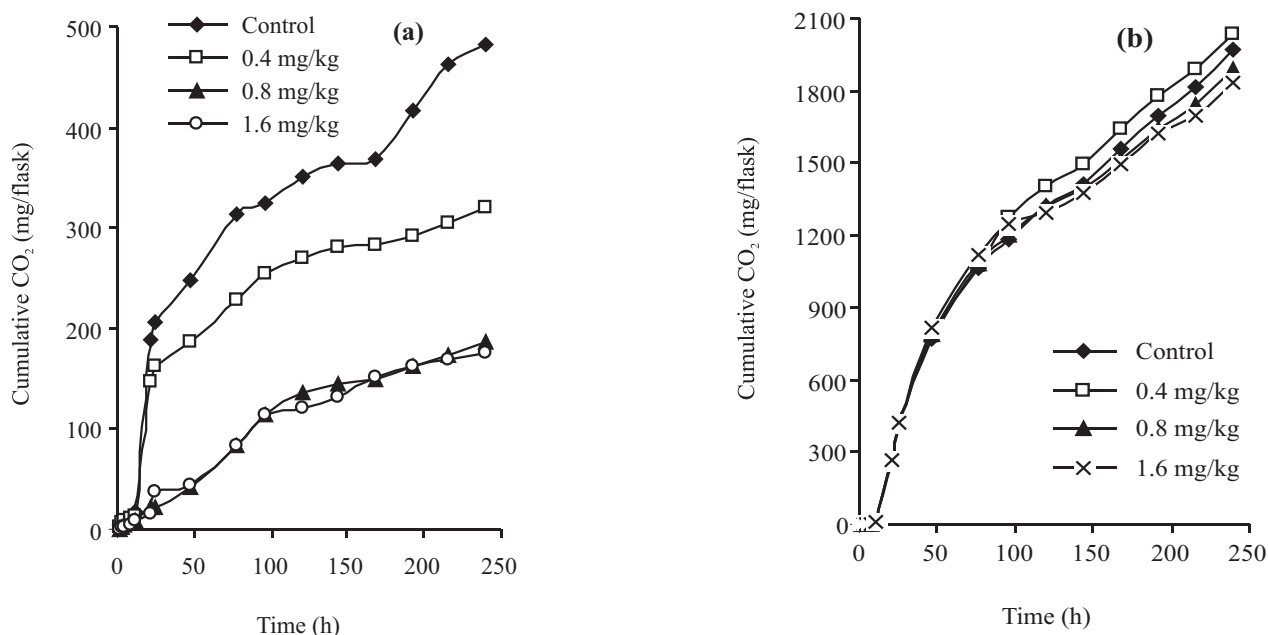 500
400
300
200
100
0
0
50
100
150
200
250
Cumulative CO₂ (mg/flask)
Time (h)
Control
0.4 mg/kg
0.8 mg/kg
1.6 mg/kg
(a)
2100
1800
1500
1200
900
600
300
0
0
50
100
150
200
250
Cumulative CO₂ (mg/flask)
Time (h)
(b)
Control
0.4 mg/kg
0.8 mg/kg
1.6 mg/kg